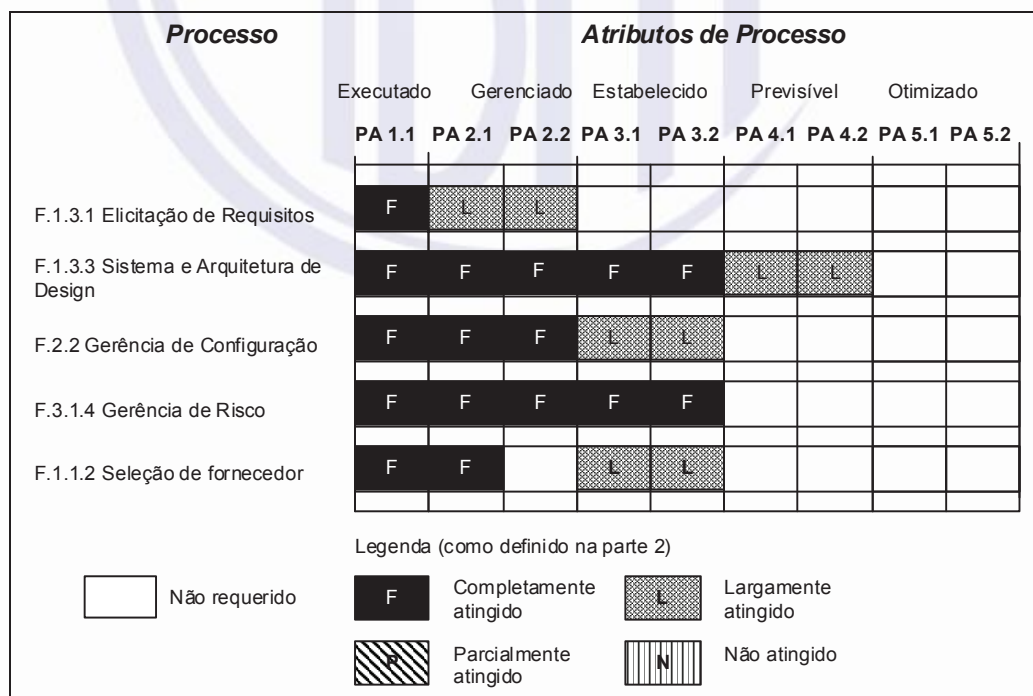 Processo Atributos de Processo
Executado Gerenciado Estabelecido Previsível Otimizado
PA 1.1 PA 2.1 PA 2.2 PA 3.1 PA 3.2 PA 4.1 PA 4.2 PA 5.1 PA 5.2
F.1.3.1 Elicitação de Requisitos F L L
F.1.3.3 Sistema e Arquitetura de
Design F F F F F L L
F.2.2 Gerência de Configuração F F F L L
F.3.1.4 Gerência de Risco F F F F F
F.1.1.2 Seleção de fornecedor F F L L
Legenda (como definido na parte 2)
Não requerido F Completamente
atingido L Largamente
atingido
P Parcialmente
atingido N Não atingido